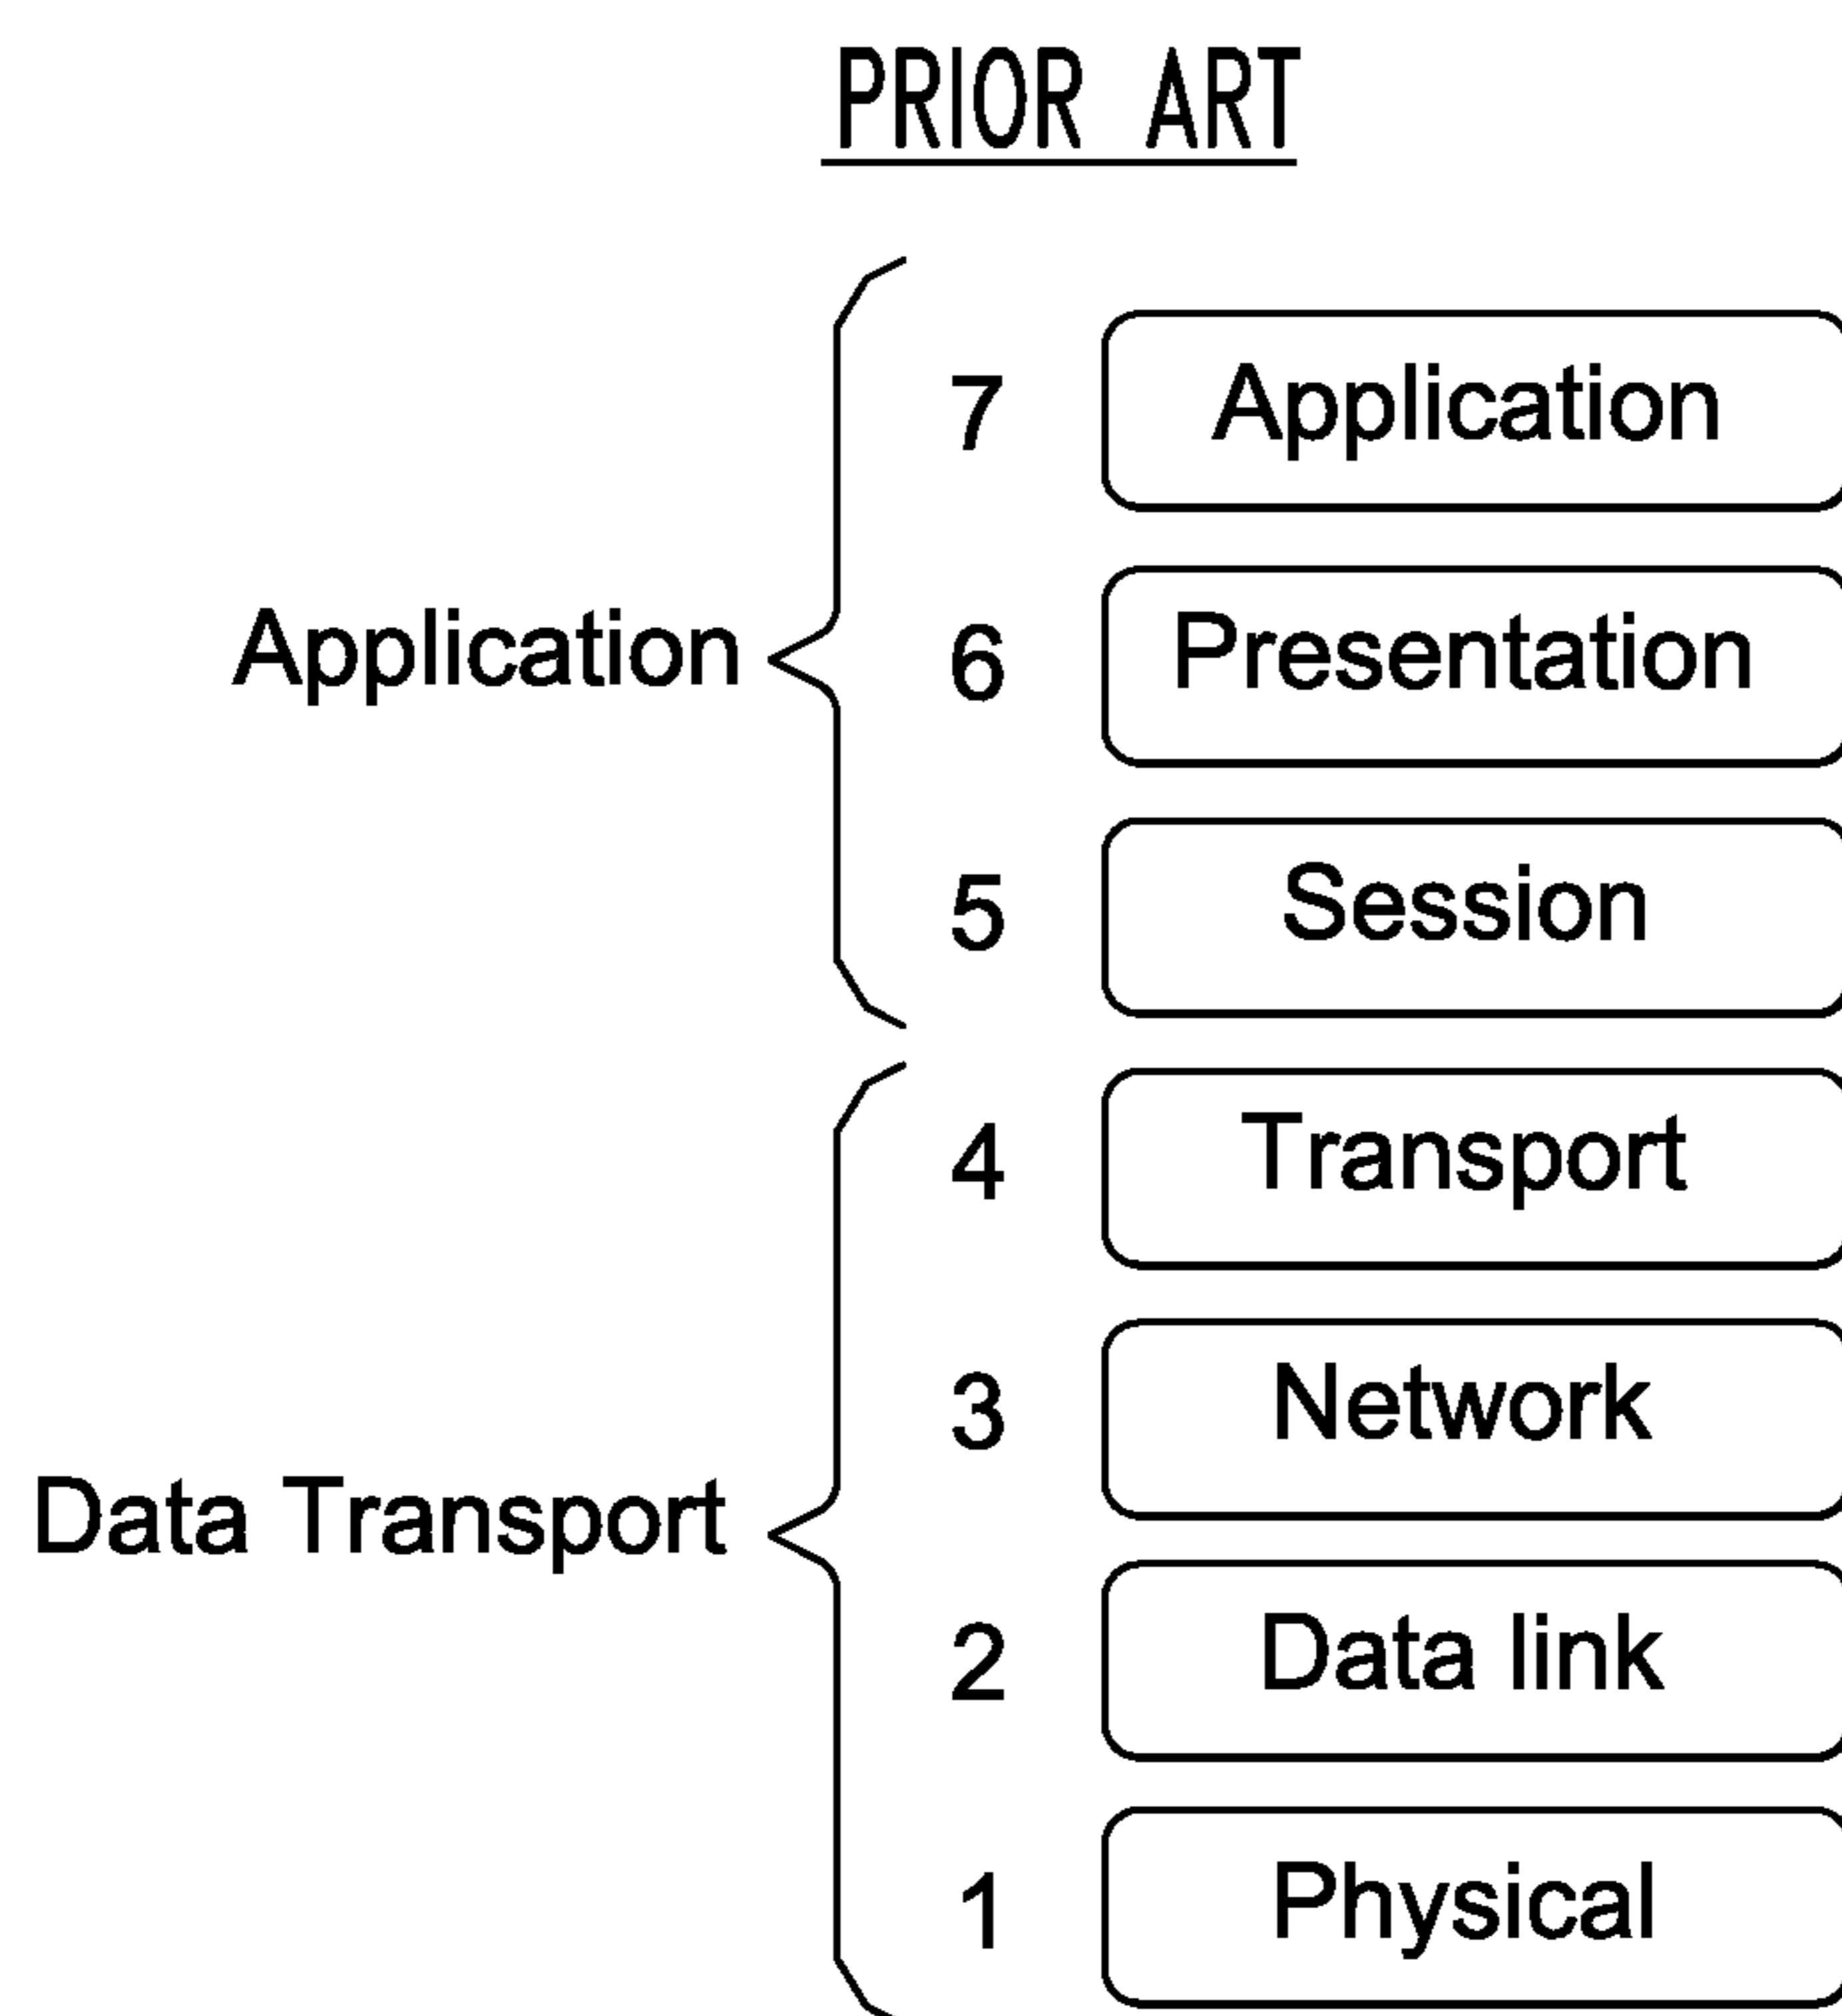 PRIOR ART
7 Application
Application 6 Presentation
5 Session
4 Transport
3 Network
Data Transport
2 Data link
1 Physical